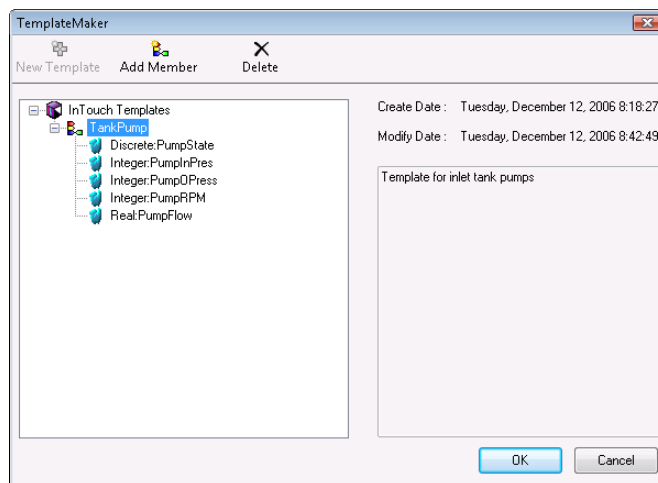 TemplateMaker
New Template Add Member Delete
InTouch Templates
TankPump
Discrete:PumpState
Integer:PumpInPres
Integer:PumpOPress
Integer:PumpRPM
Real:PumpFlow
Create Date : Tuesday, December 12, 2006 8:18:27
Modify Date : Tuesday, December 12, 2006 8:42:49
Template for inlet tank pumps
OK Cancel